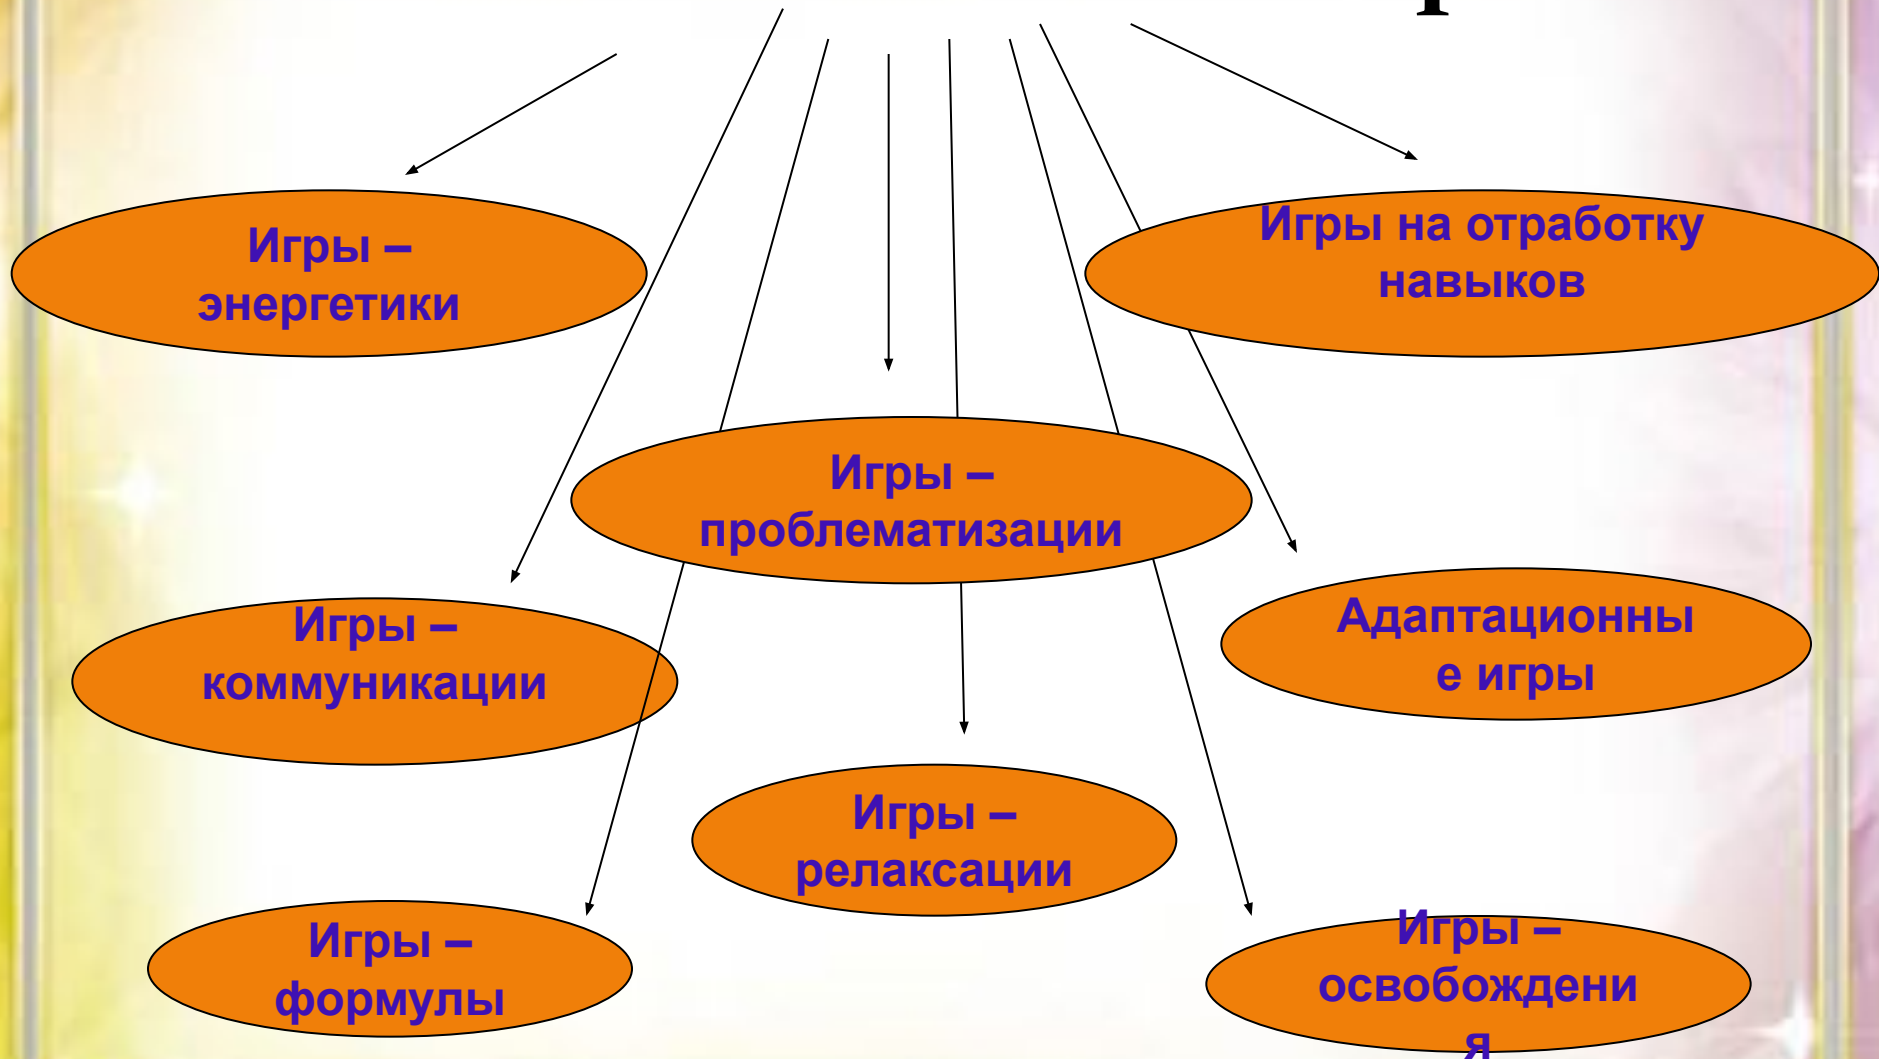 Игры –
энергетики
Игры на отработку
навыков
Игры –
проблематизации
Игры –
коммуникации
Адаптационны
е игры
Игры –
релаксации
Игры –
формулы
Игры –
освобождени
я